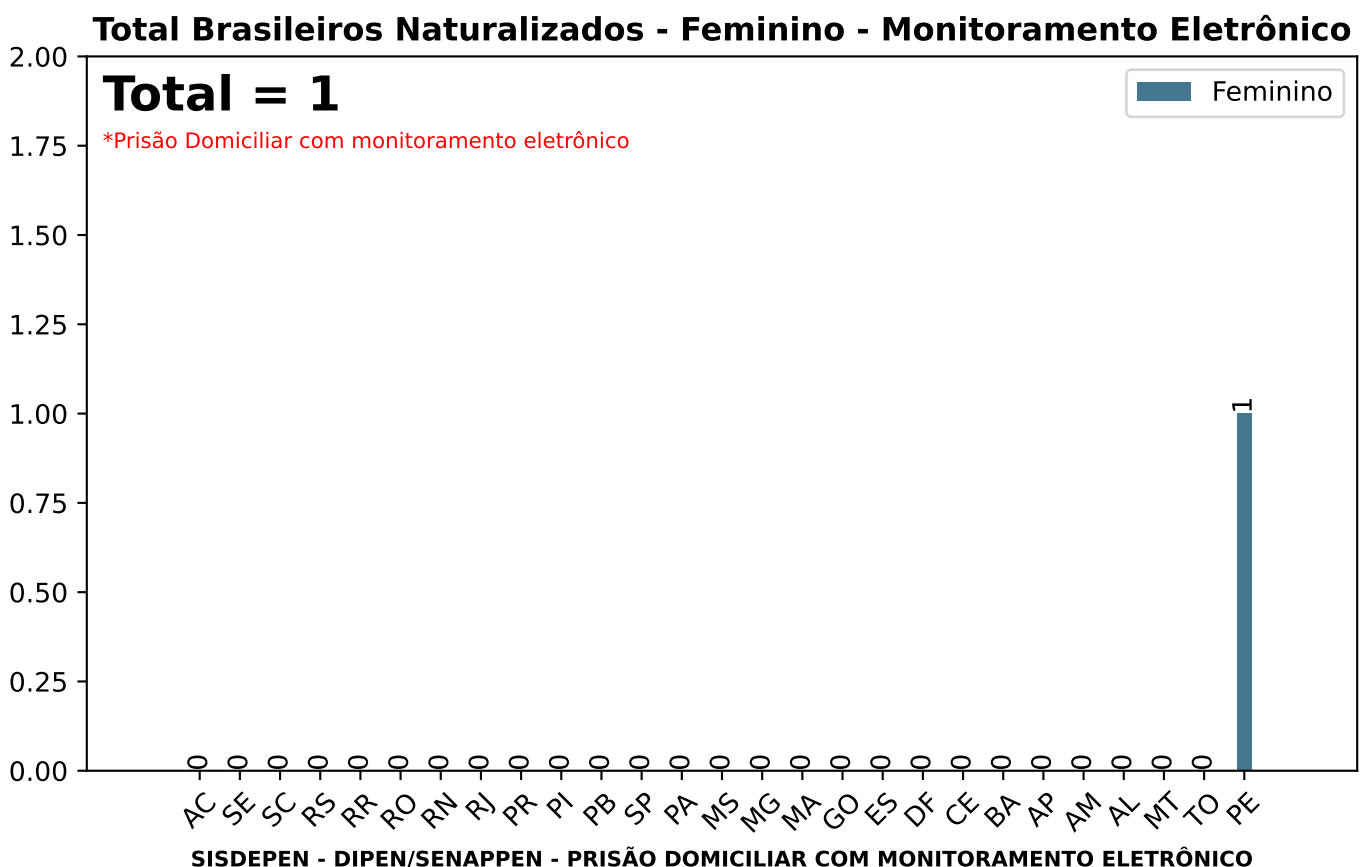 Total Brasileiros Naturalizados - Feminino - Monitoramento Eletrônico
2.00
Total = 1
Feminino
*Prisão Domiciliar com monitoramento eletrônico
1.75
1.50
1.25
1.00
1
0.75
0.50
0.25
0.00
0 0 0 0 0 0 0 0 0 0 0 0 0 0 0 0 0 0 0 0 0 0 0 0 0 0
AC SE SC RS RR RO RN RJ PR PI PB SP PA MS MG MA GO ES DF CE BA AP AM AL MT TO PE
SISDEPEN - DIPEN/SENAPPEN - PRISÃO DOMICILIAR COM MONITORAMENTO ELETRÔNICO